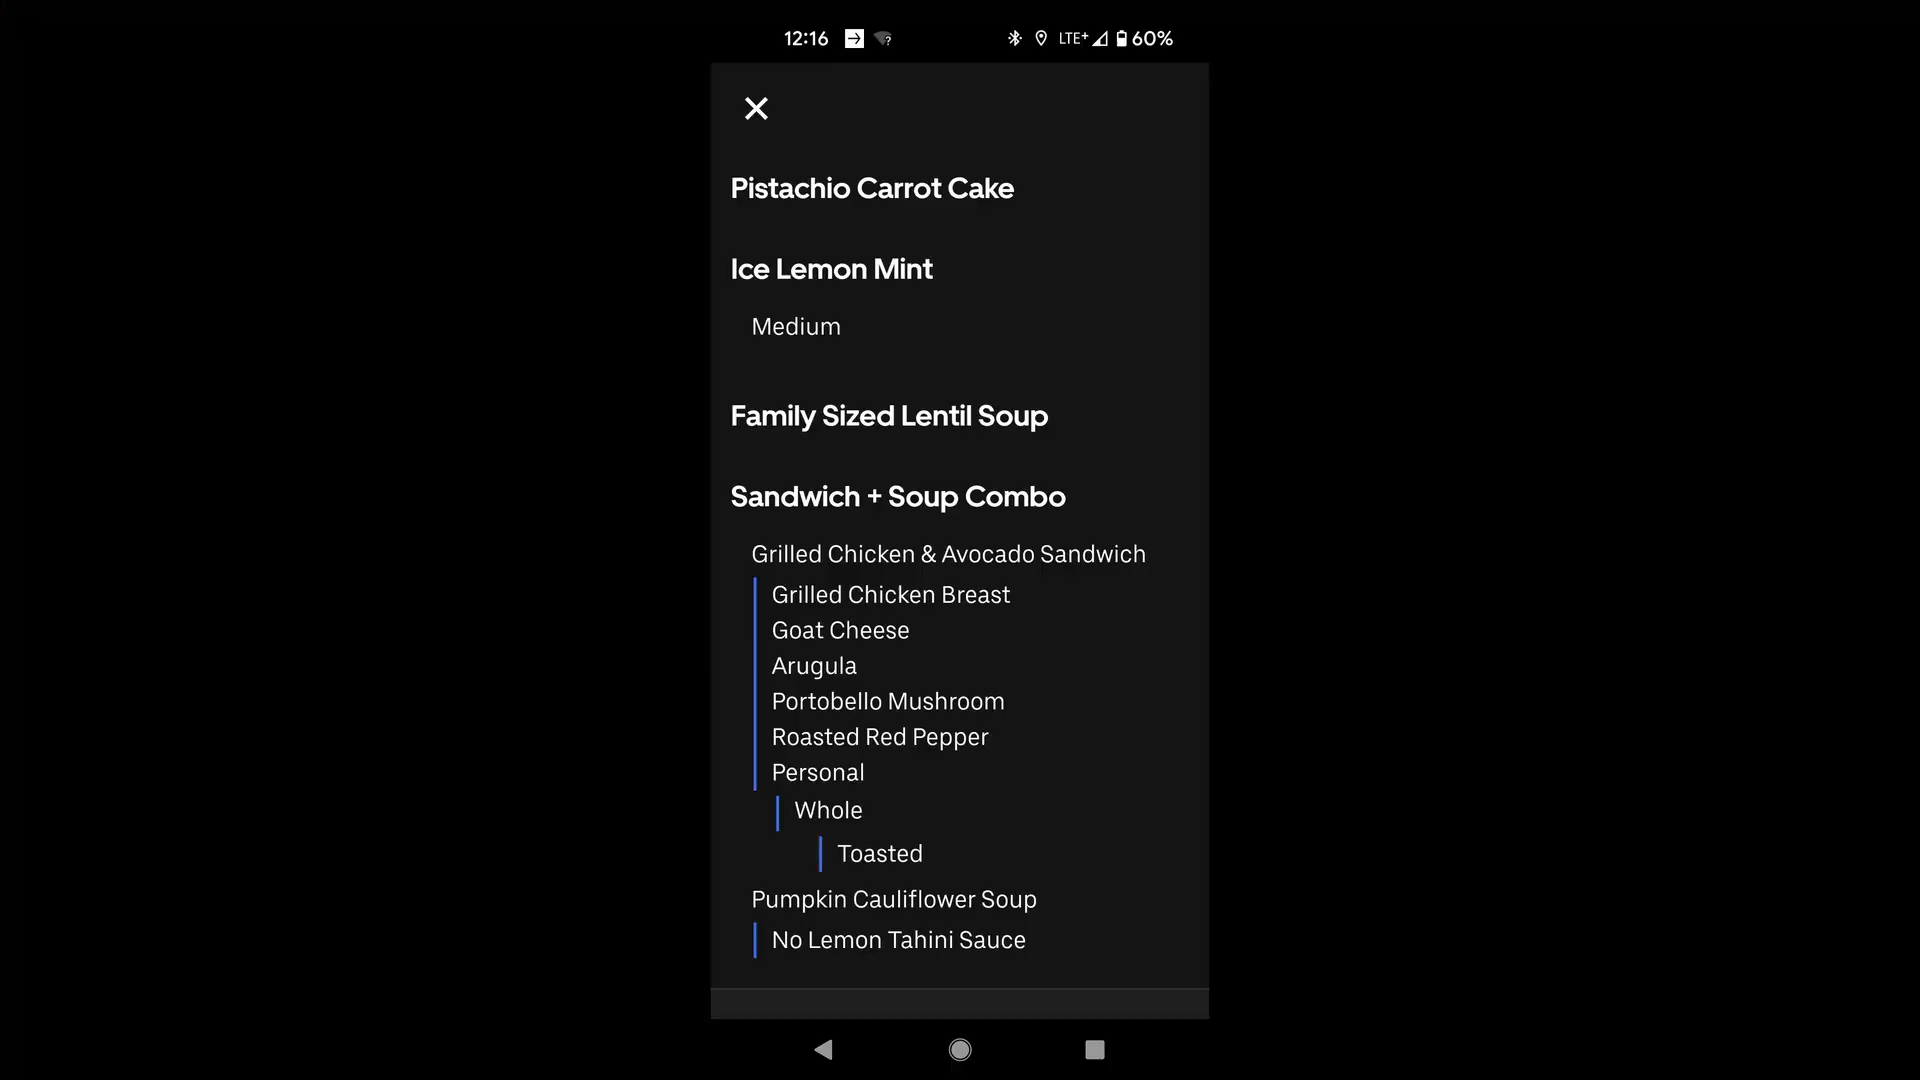 12:16
LTE+ 60%
Pistachio Carrot Cake
Ice Lemon Mint
Medium
Family Sized Lentil Soup
Sandwich + Soup Combo
Grilled Chicken & Avocado Sandwich
Grilled Chicken Breast
Goat Cheese
Arugula
Portobello Mushroom
Roasted Red Pepper
Personal
Whole
Toasted
Pumpkin Cauliflower Soup
No Lemon Tahini Sauce